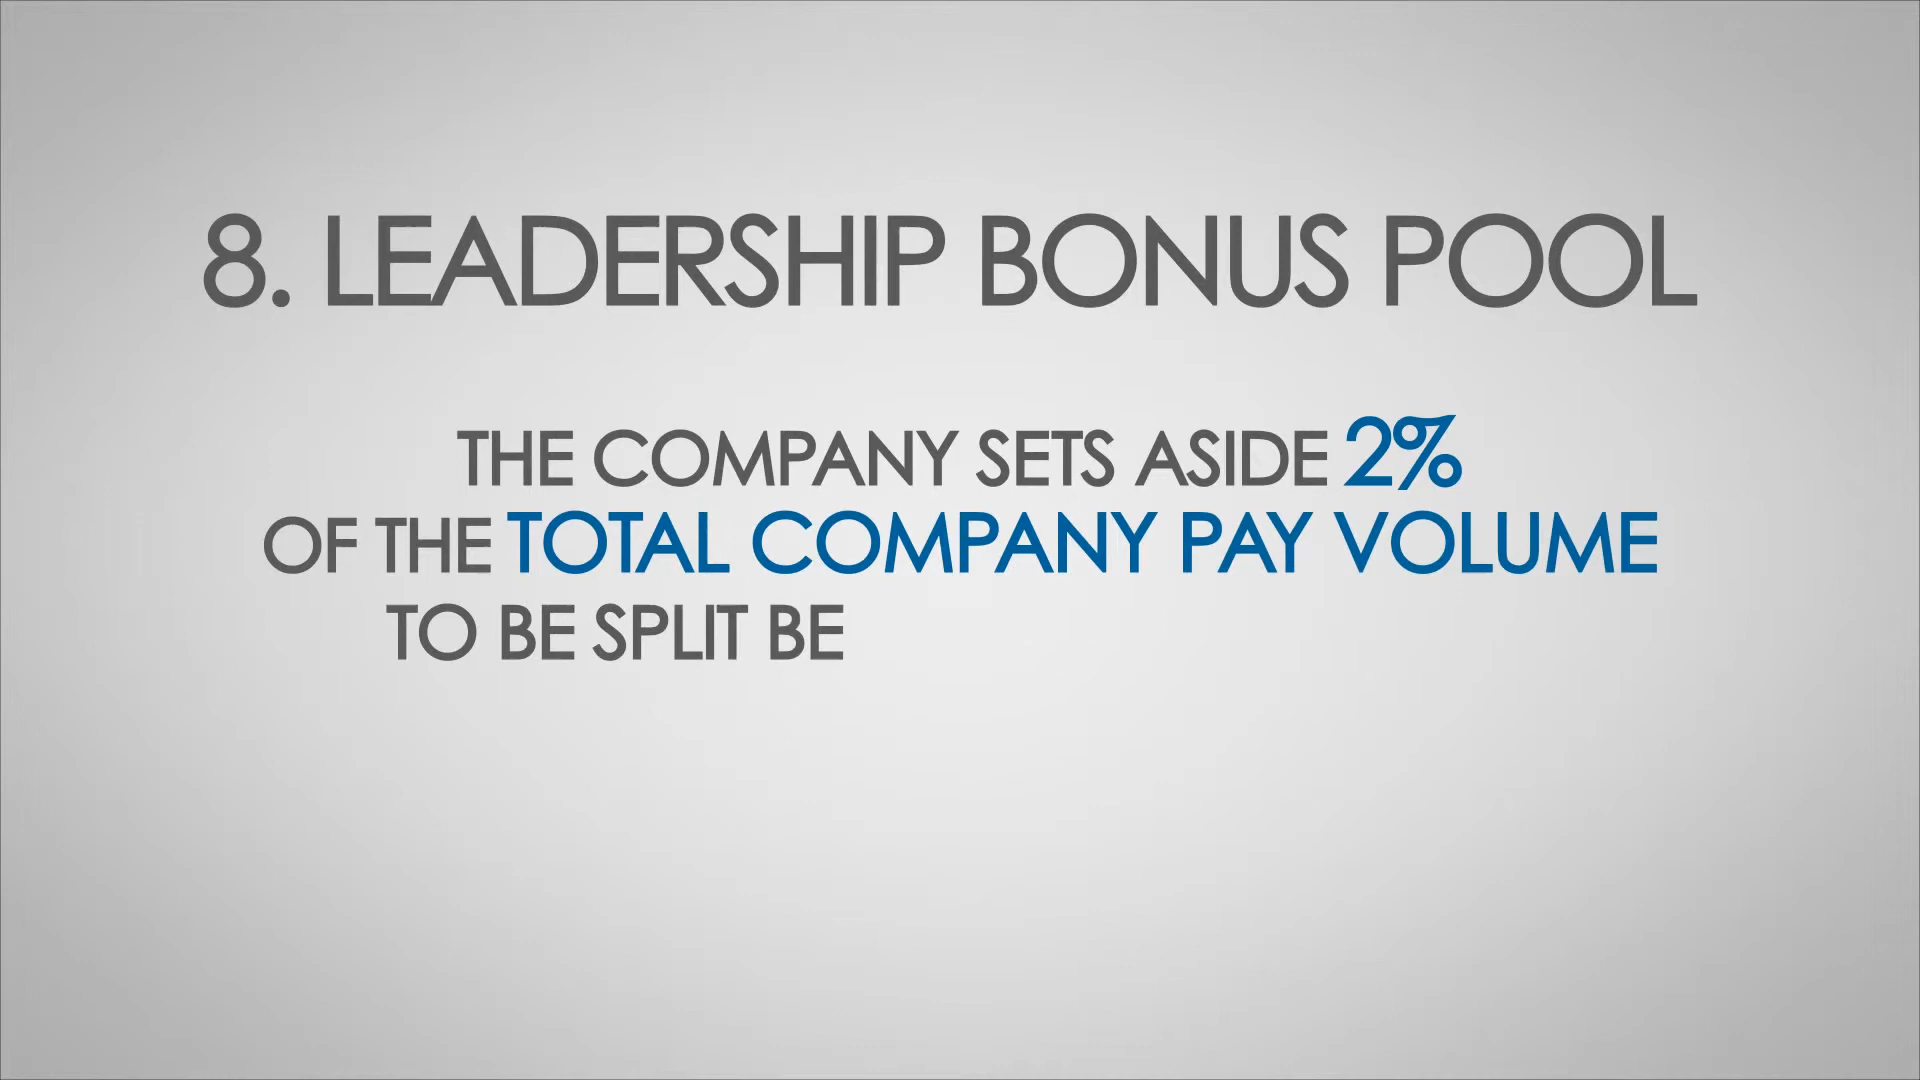 8. LEADERSHIP BONUS POOL
THE COMPANY SETS ASIDE 2%
OF THE TOTAL COMPANY PAY VOLUME
TO BE SPLIT BE